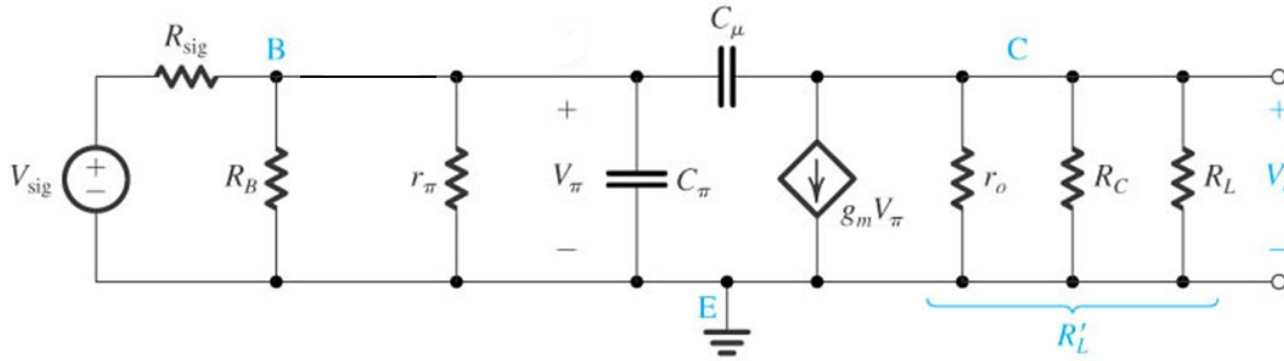 R_sig
B
C_μ
C
+
+
V_sig
+
−
R_B
r_π
V_π
C_π
g_m V_π
r_o
R_C
R_L
V
−
−
E
R'_L